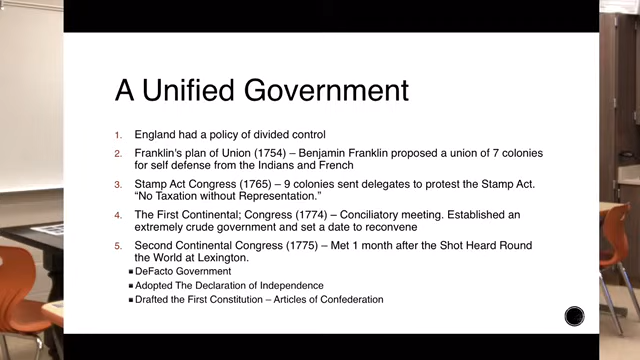 A Unified Government
1. England had a policy of divided control
2. Franklin's plan of Union (1754) – Benjamin Franklin proposed a union of 7 colonies
for self defense from the Indians and French
3. Stamp Act Congress (1765) – 9 colonies sent delegates to protest the Stamp Act.
“No Taxation without Representation.”
4. The First Continental; Congress (1774) – Conciliatory meeting. Established an
extremely crude government and set a date to reconvene
5. Second Continental Congress (1775) – Met 1 month after the Shot Heard Round
the World at Lexington.
■ DeFacto Government
■ Adopted The Declaration of Independence
■ Drafted the First Constitution – Articles of Confederation